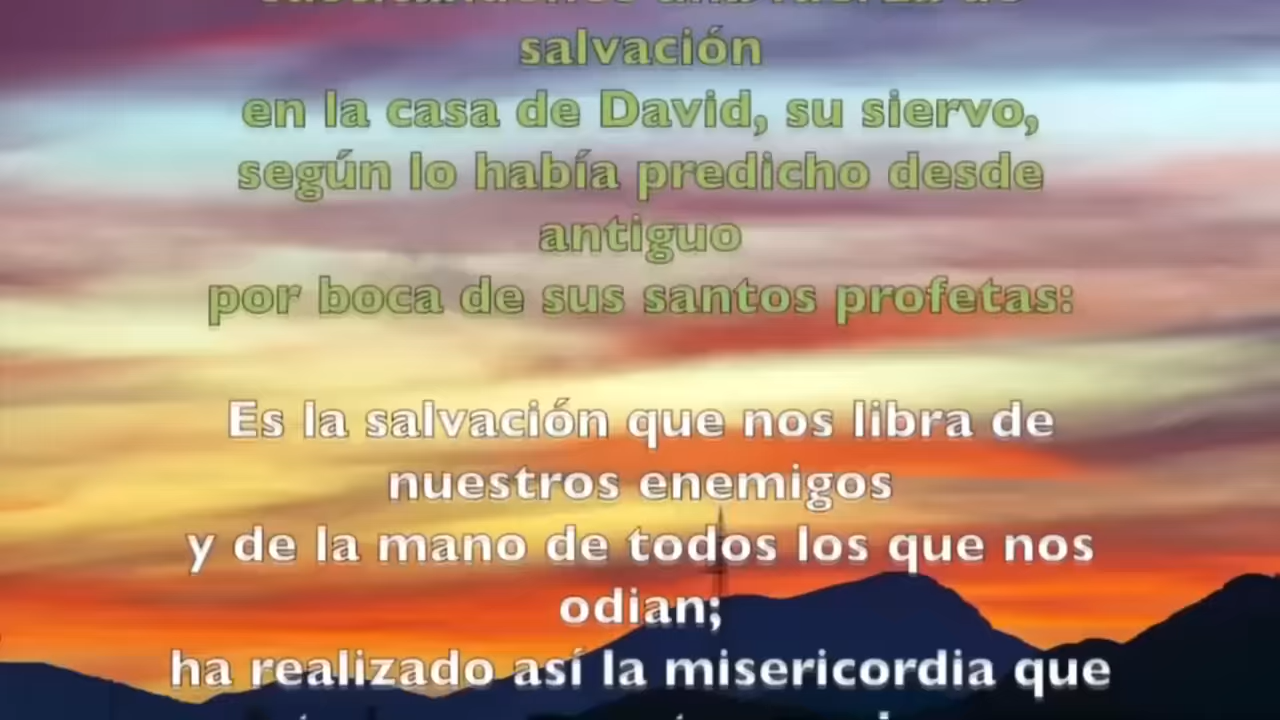 salvación
en la casa de David, su siervo,
según lo había predicho desde
antiguo
por boca de sus santos profetas:
Es la salvación que nos libra de
nuestros enemigos
y de la mano de todos los que nos
odian;
ha realizado así la misericordia que